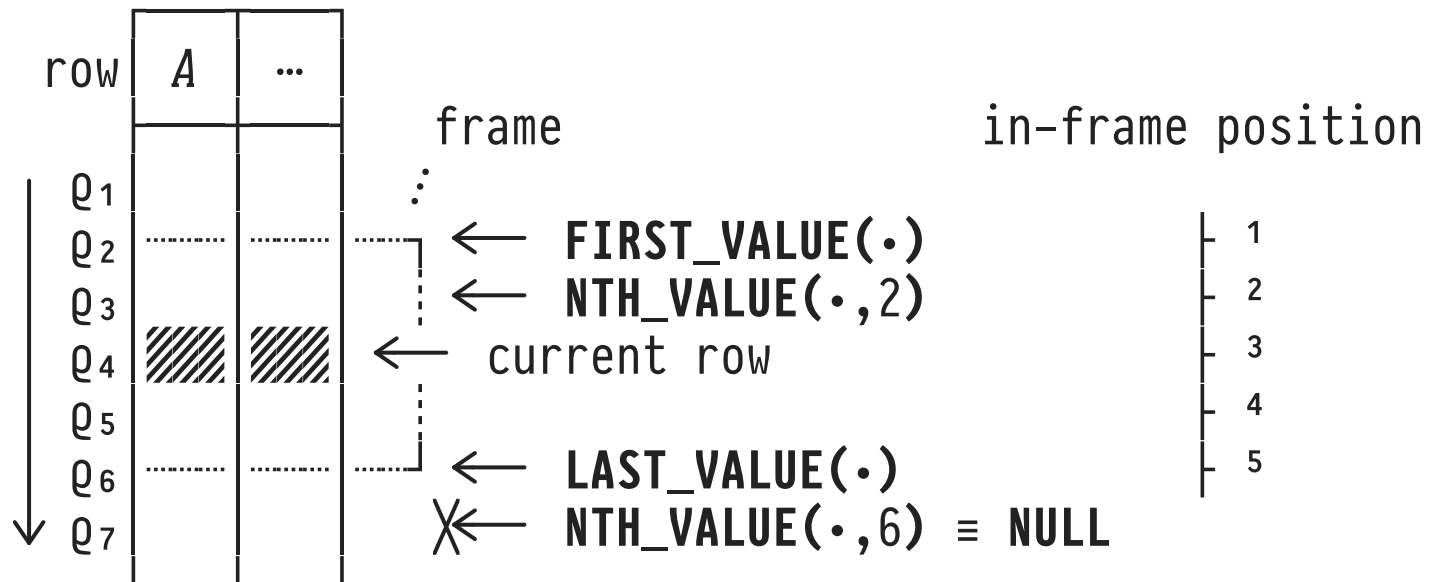 row A ⋯
frame in-frame position
ϱ1
ϱ2 ← FIRST_VALUE(·) 1
ϱ3 ← NTH_VALUE(·,2) 2
ϱ4 ← current row 3
ϱ5 4
ϱ6 ← LAST_VALUE(·) 5
ϱ7 ← NTH_VALUE(·,6) ≡ NULL